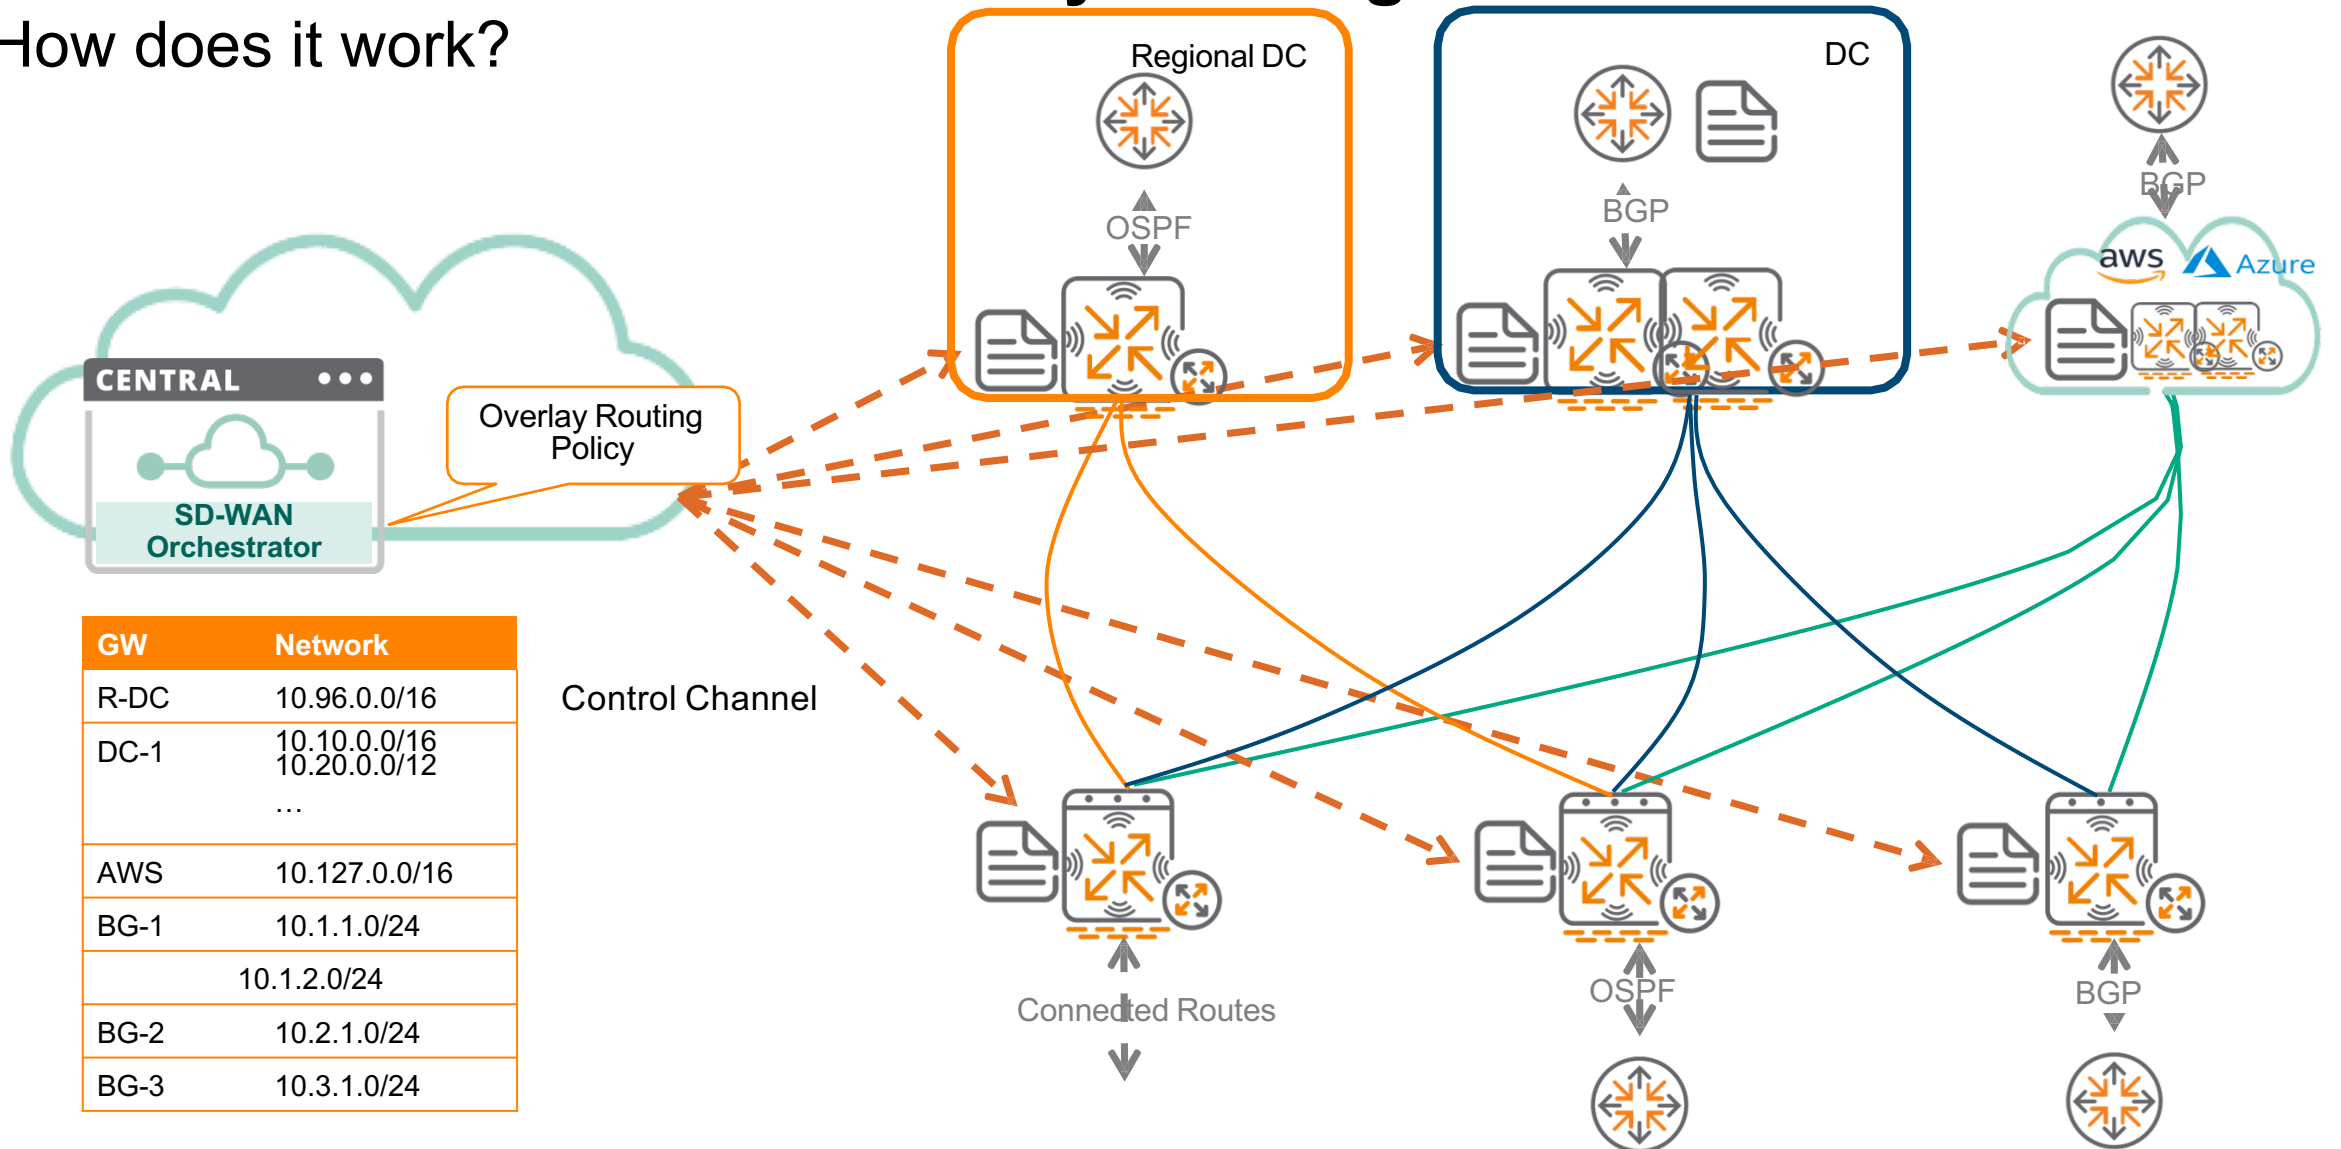 How does it work?
Regional DC
DC
OSPF
BGP
BGP
aws
Azure
CENTRAL
Overlay Routing
Policy
SD-WAN
Orchestrator
GW Network
R-DC 10.96.0.0/16
DC-1 10.10.0.0/16
10.20.0.0/12
...
AWS 10.127.0.0/16
BG-1 10.1.1.0/24
10.1.2.0/24
BG-2 10.2.1.0/24
BG-3 10.3.1.0/24
Control Channel
Connected Routes
OSPF
BGP